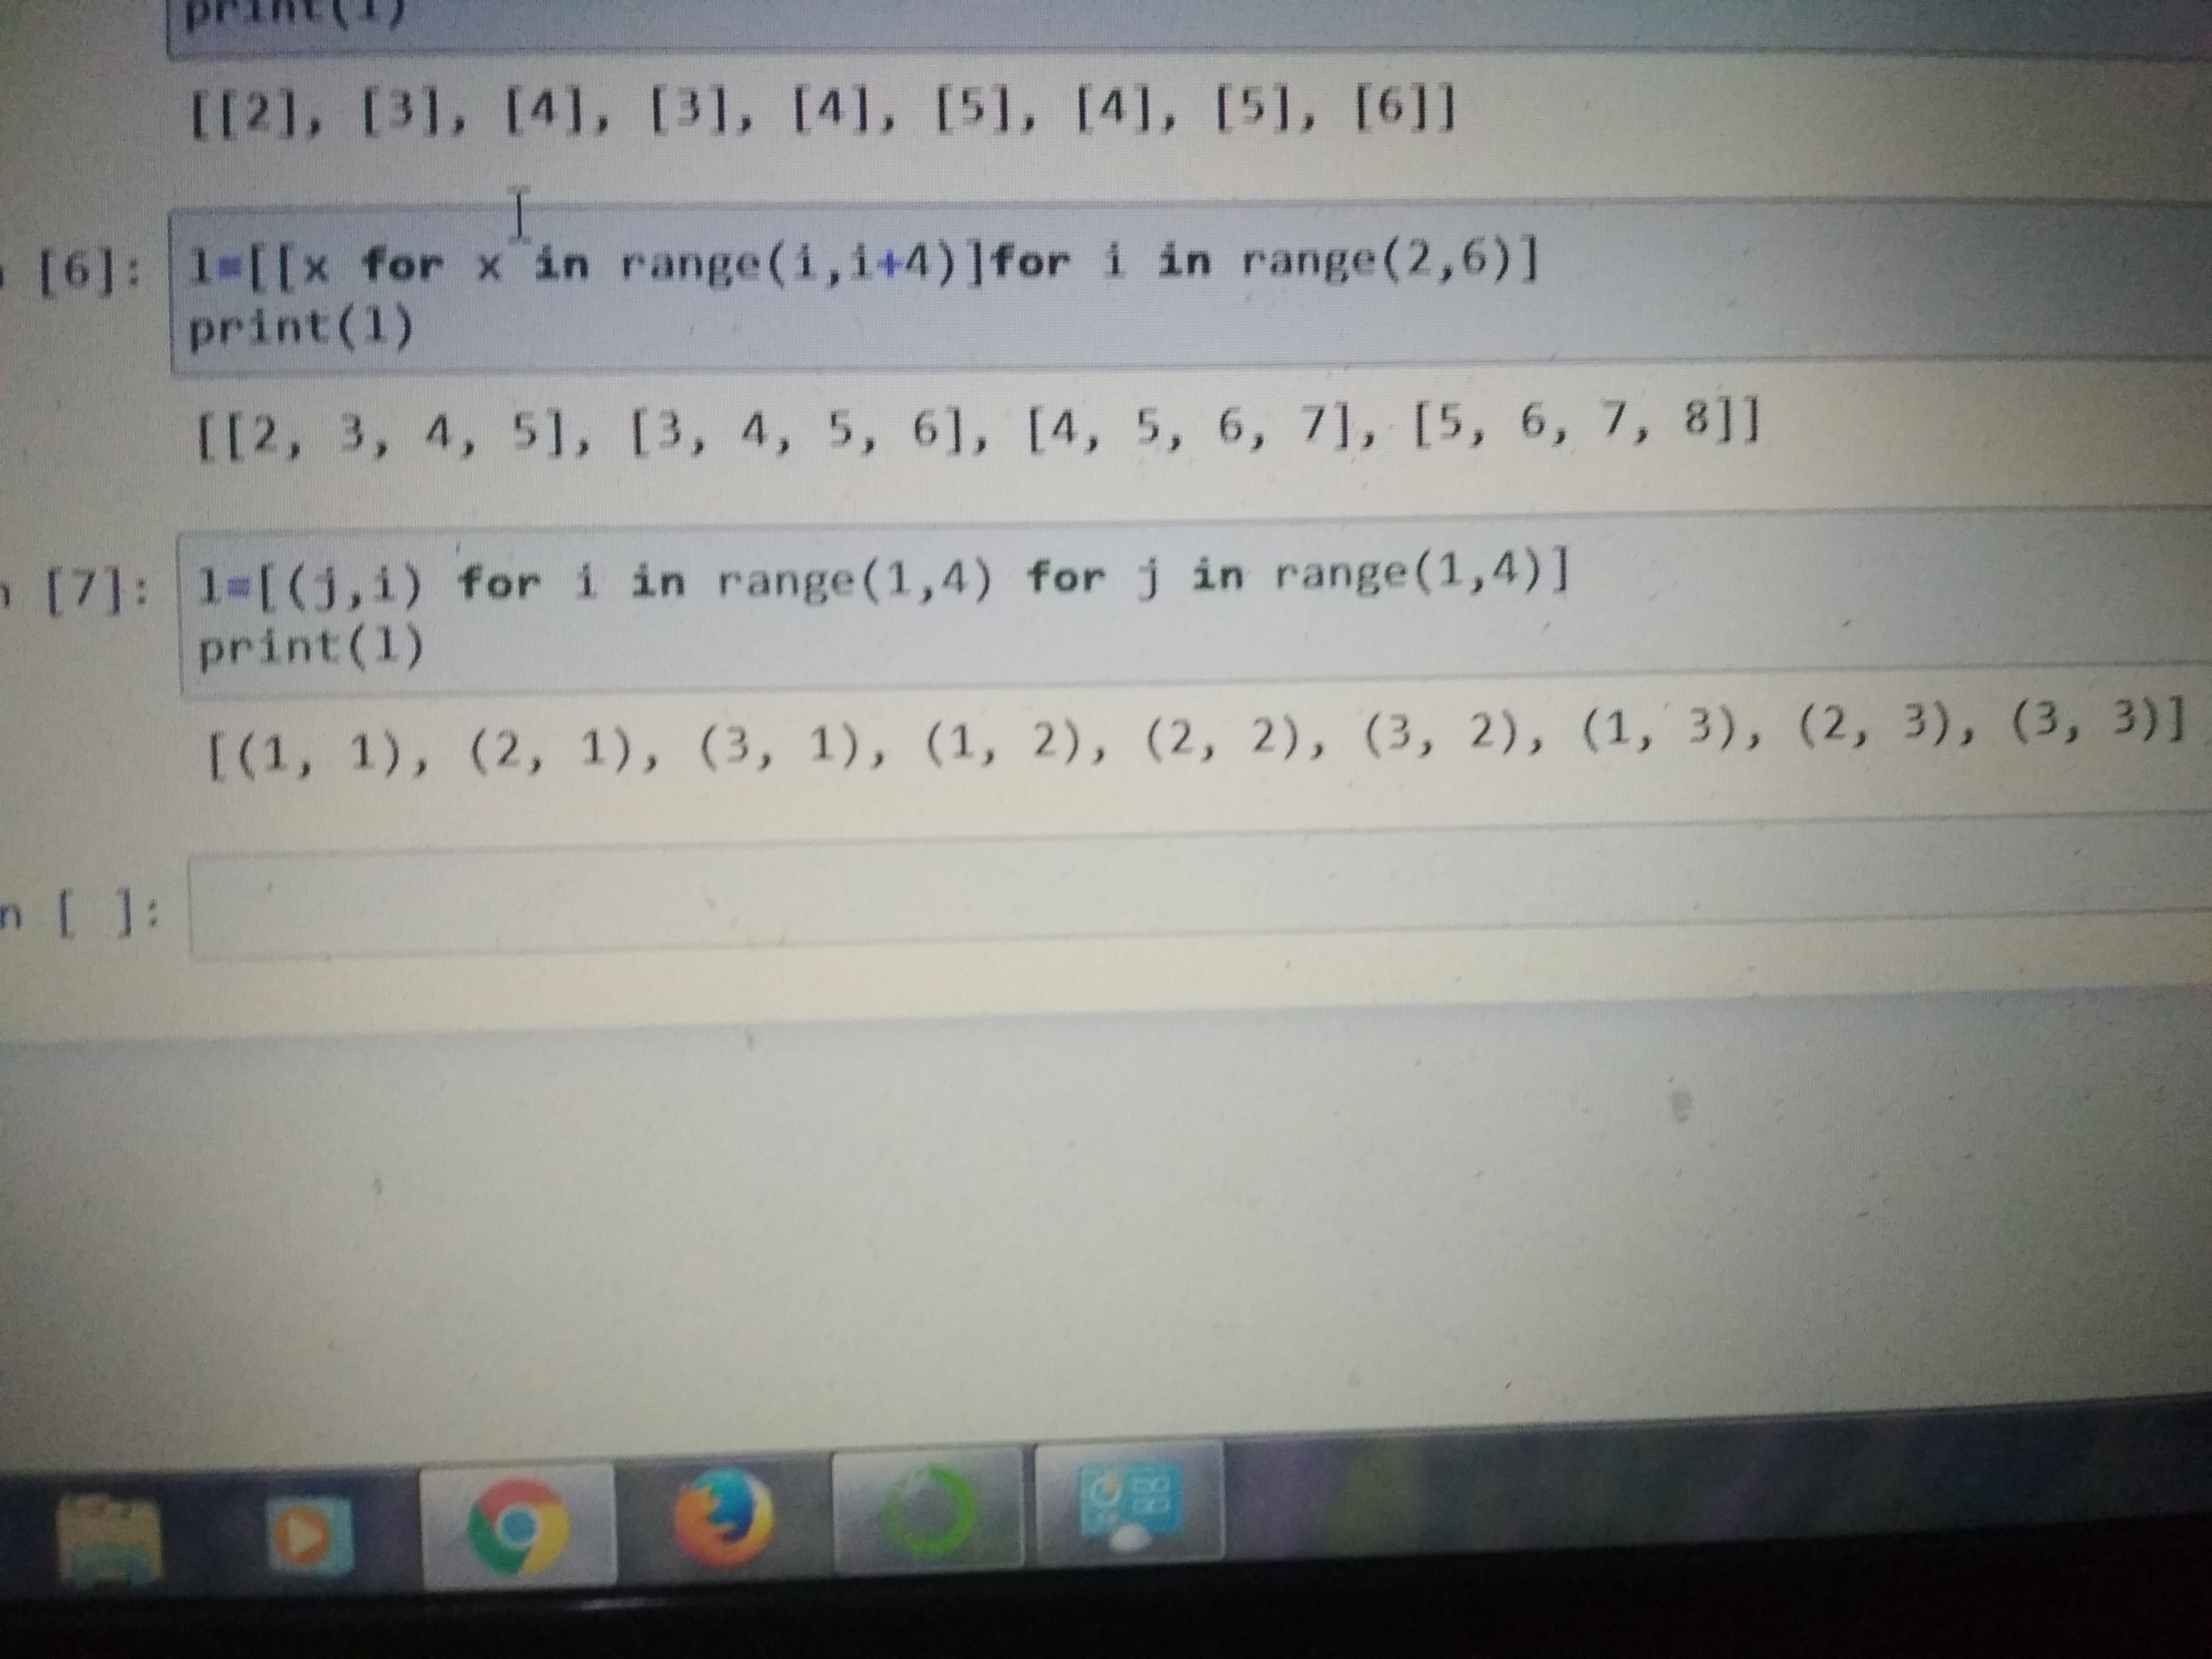 print(l)
[[2], [3], [4], [3], [4], [5], [4], [5], [6]]
[6]: l=[[x for x in range(i,i+4)]for i in range(2,6)]
print(l)
[[2, 3, 4, 5], [3, 4, 5, 6], [4, 5, 6, 7], [5, 6, 7, 8]]
n [7]: l=[(j,i) for i in range(1,4) for j in range(1,4)]
print(l)
[(1, 1), (2, 1), (3, 1), (1, 2), (2, 2), (3, 2), (1, 3), (2, 3), (3, 3)]
n [ ]: